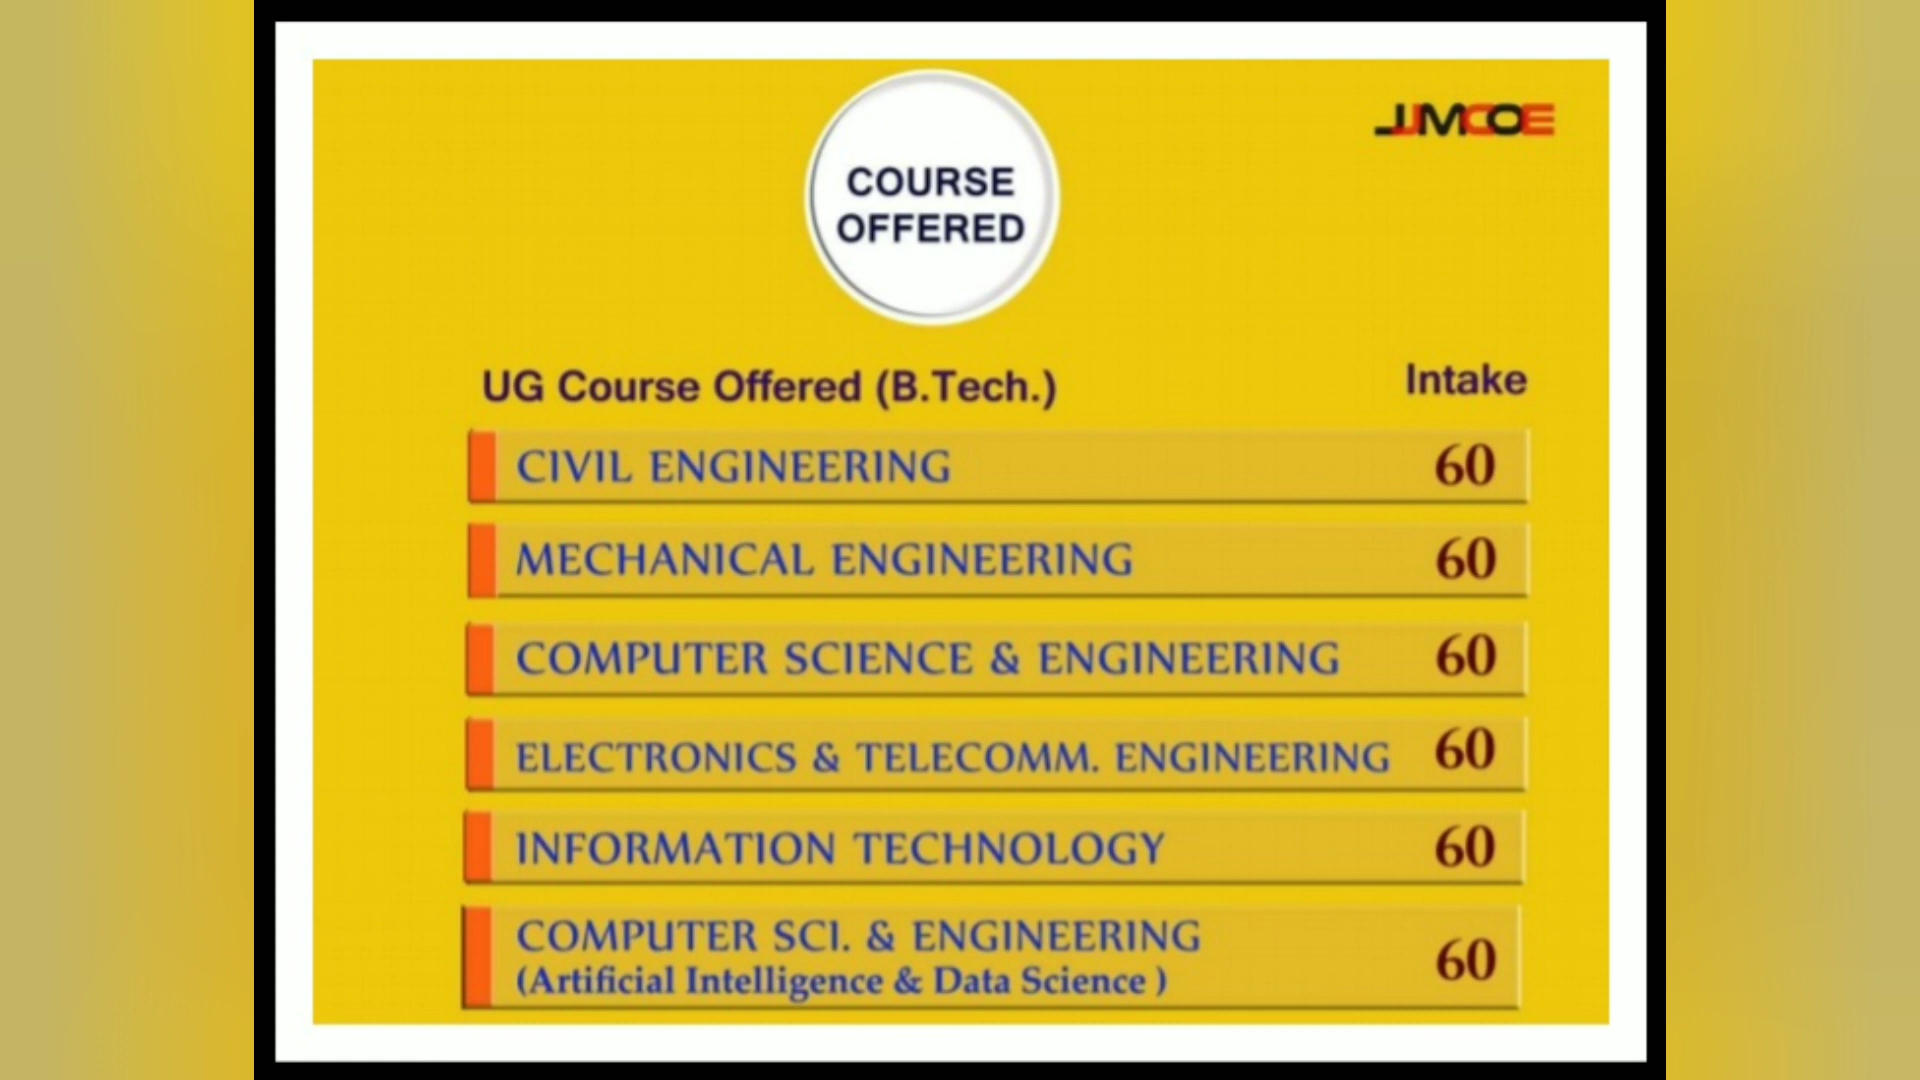 JJMCOE
COURSE
OFFERED
UG Course Offered (B.Tech.) Intake
CIVIL ENGINEERING 60
MECHANICAL ENGINEERING 60
COMPUTER SCIENCE & ENGINEERING 60
ELECTRONICS & TELECOMM. ENGINEERING 60
INFORMATION TECHNOLOGY 60
COMPUTER SCI. & ENGINEERING
(Artificial Intelligence & Data Science ) 60